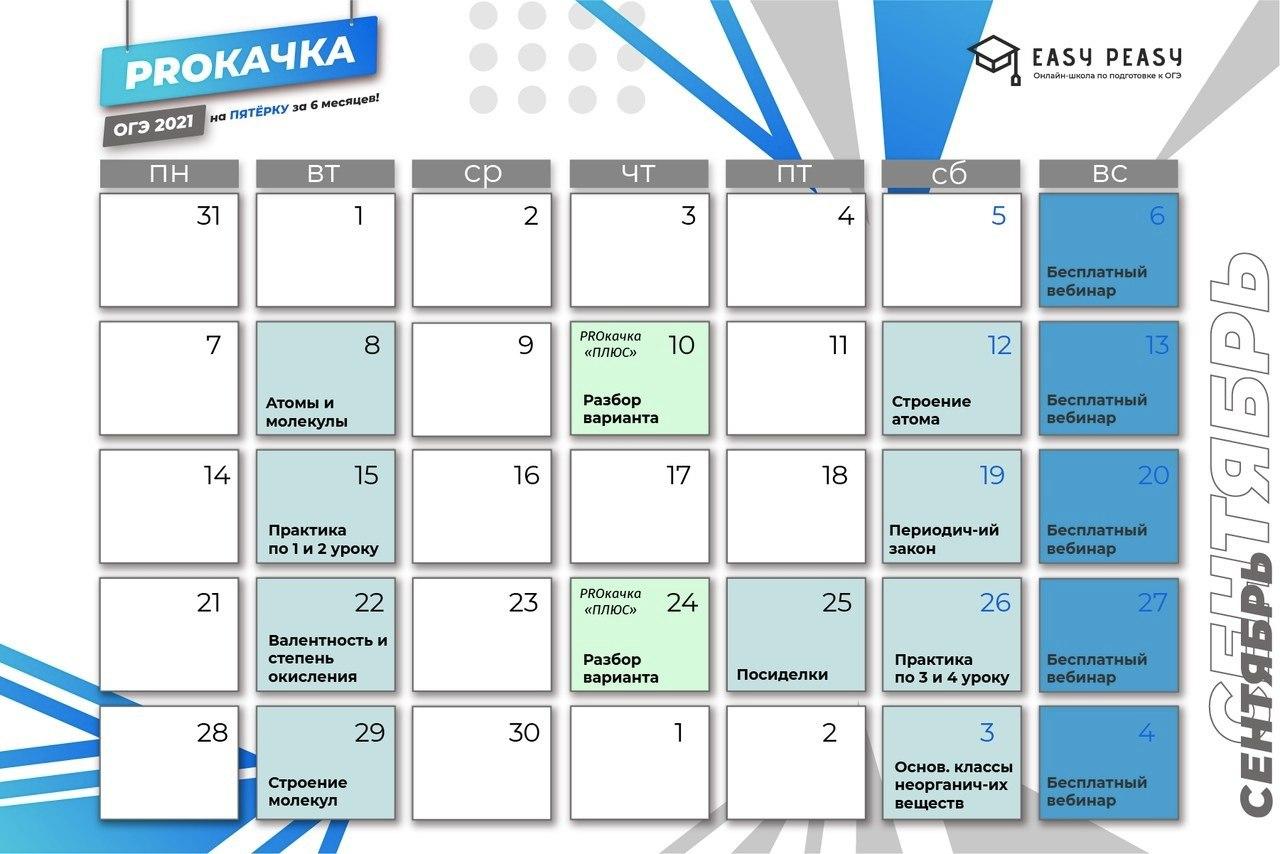 PROКАЧКА
ОГЭ 2021 на ПЯТЁРКУ за 6 месяцев!
EASY PEASY
Онлайн-школа по подготовке к ОГЭ
ПН ВТ СР ЧТ ПТ СБ ВС
31 1 2 3 4 5 6
Бесплатный
вебинар
7 8 9 10 11 12 13
PROкачка
«ПЛЮС»
Атомы и
молекулы
Разбор
варианта
Строение
атома
Бесплатный
вебинар
14 15 16 17 18 19 20
Практика
по 1 и 2 уроку
Периодич-ий
закон
Бесплатный
вебинар
21 22 23 24 25 26 27
PROкачка
«ПЛЮС»
Валентность и
степень
окисления
Разбор
варианта
Посиделки
Практика
по 3 и 4 уроку
Бесплатный
вебинар
28 29 30 1 2 3 4
Строение
молекул
Основ. классы
неорганич-их
веществ
Бесплатный
вебинар
СЕНТЯБРЬ
СЕНТЯБРЬ